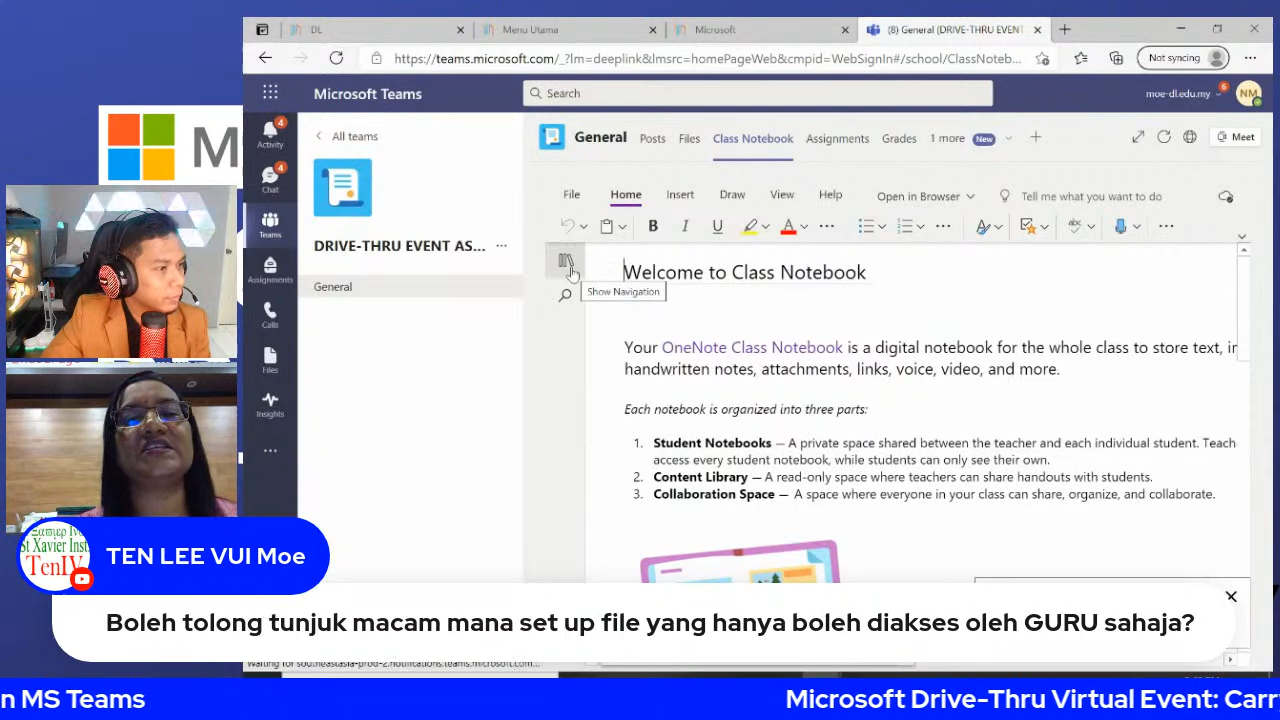 DL
Menu Utama
Microsoft
(8) General (DRIVE-THRU EVENT
https://teams.microsoft.com/_?lm=deeplink&lmsrc=homePageWeb&cmpid=WebSignIn#/school/ClassNoteb...
Not syncing
Microsoft Teams
Search
moe-dl.edu.my
6
NM
M
4
Activity
4
Chat
Teams
Assignments
Calls
Files
Insights
All teams
DRIVE-THRU EVENT AS...
General
General
Posts
Files
Class Notebook
Assignments
Grades
1 more
New
Meet
File
Home
Insert
Draw
View
Help
Open in Browser
Tell me what you want to do
B I U A
Show Navigation
Welcome to Class Notebook
Your OneNote Class Notebook is a digital notebook for the whole class to store text, ir
handwritten notes, attachments, links, voice, video, and more.
Each notebook is organized into three parts:
1. Student Notebooks — A private space shared between the teacher and each individual student. Teach
access every student notebook, while students can only see their own.
2. Content Library — A read-only space where teachers can share handouts with students.
3. Collaboration Space — A space where everyone in your class can share, organize, and collaborate.
St Xavier Inst
TenIV
TEN LEE VUI Moe
Boleh tolong tunjuk macam mana set up file yang hanya boleh diakses oleh GURU sahaja?
n MS Teams
Microsoft Drive-Thru Virtual Event: Carry